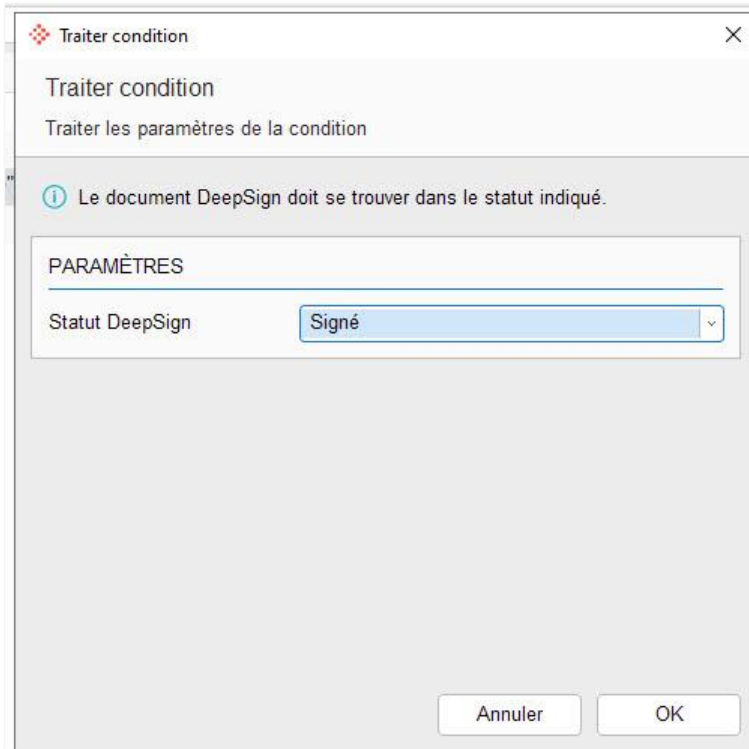 Traiter condition
Traiter condition
Traiter les paramètres de la condition
"
Le document DeepSign doit se trouver dans le statut indiqué.
PARAMÈTRES
Statut DeepSign Signé
Annuler OK